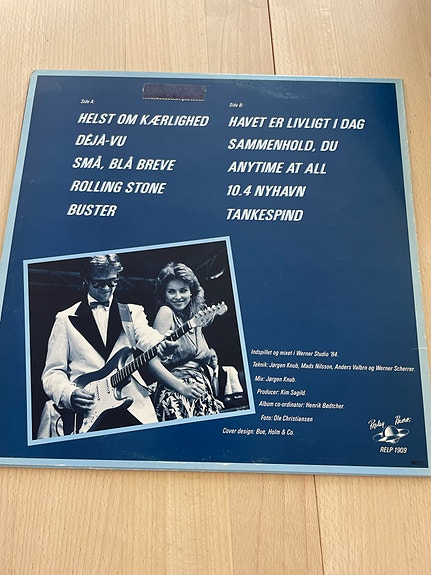 Side A:
HELST OM KÆRLIGHED
DÉJÀ-VU
SMÅ, BLÅ BREVE
ROLLING STONE
BUSTER
Side B:
HAVET ER LIVLIGT I DAG
SAMMENHOLD, DU
ANYTIME AT ALL
10.4 NYHAVN
TANKESPIND
Indspillet og mixet i Werner Studio '84.
Teknik: Jørgen Knub, Mads Nilsson, Anders Valbro og Werner Scherrer.
Mix: Jørgen Knub.
Producer: Kim Sagild.
Album co-ordinator: Henrik Bødtcher.
Foto: Ole Christiansen
Cover design: Bue, Holm & Co.
RELP 1909